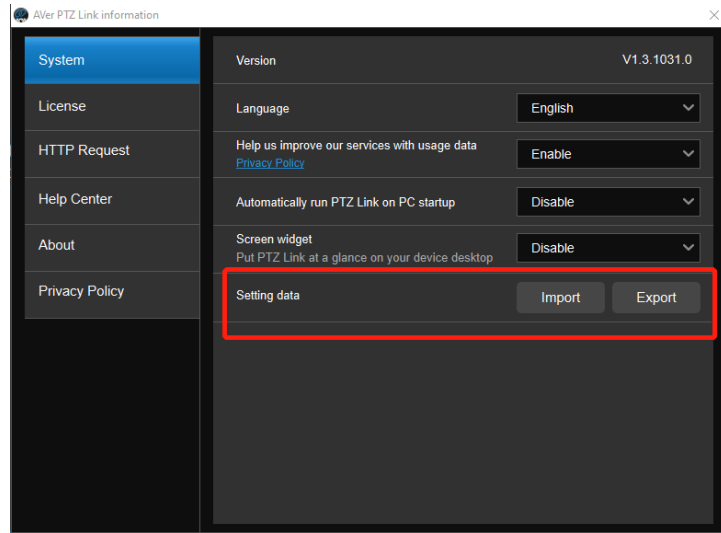 AVer PTZ Link information
System
License
HTTP Request
Help Center
About
Privacy Policy
Version V1.3.1031.0
Language English
Help us improve our services with usage data Enable
Privacy Policy
Automatically run PTZ Link on PC startup Disable
Screen widget Disable
Put PTZ Link at a glance on your device desktop
Setting data Import Export